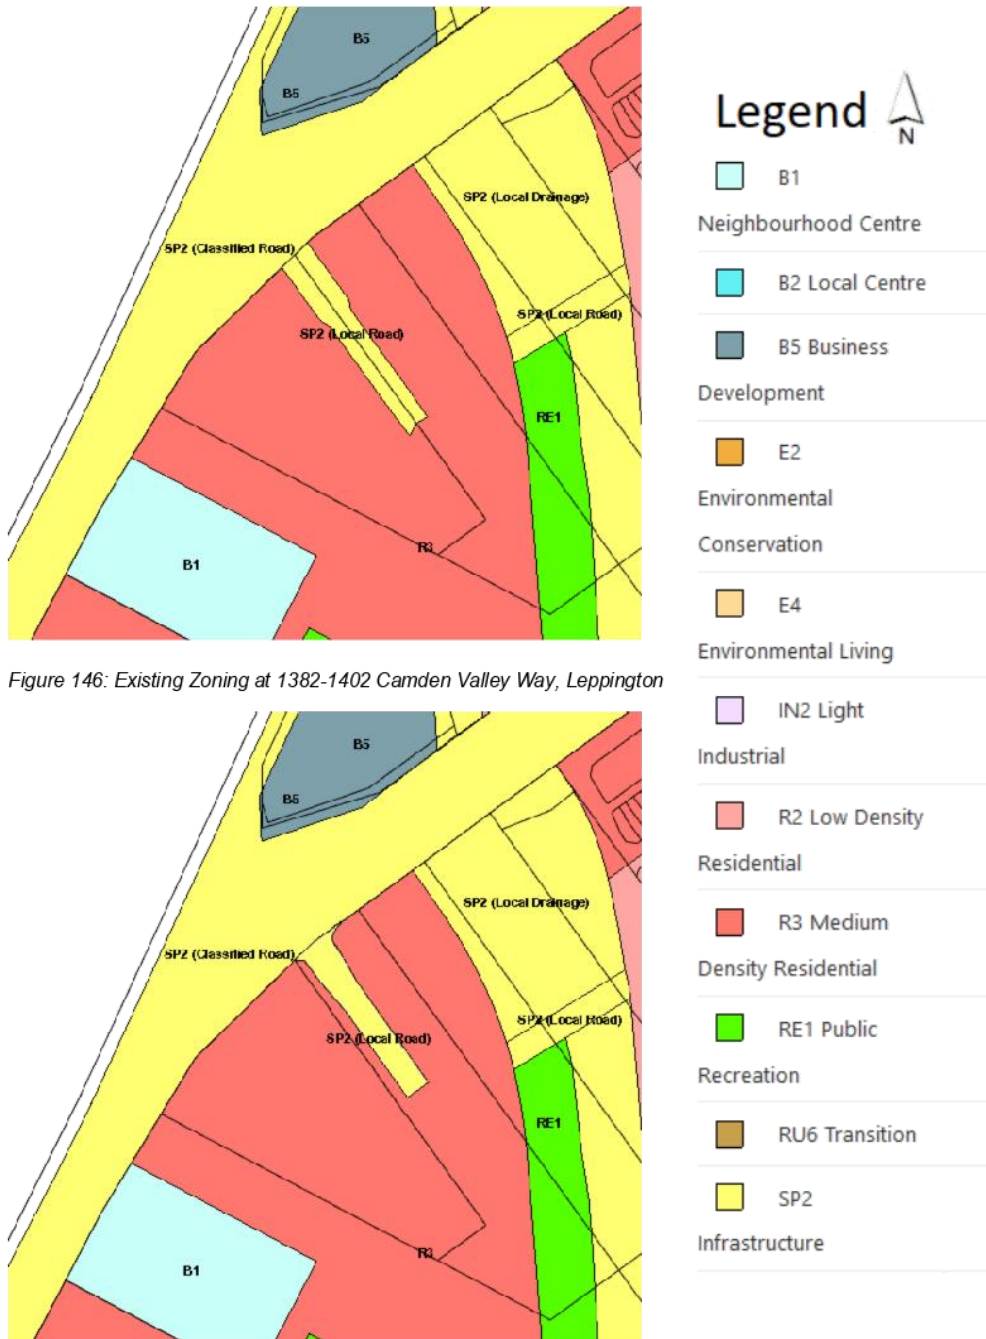 B5
B5
SP2 (Local Drainage)
SP2 (Classified Road)
SP2 (Local Road)
SP2 (Local Road)
RE1
R3
B1
Figure 146: Existing Zoning at 1382-1402 Camden Valley Way, Leppington
B5
B5
SP2 (Local Drainage)
SP2 (Classified Road)
SP2 (Local Road)
SP2 (Local Road)
RE1
R3
B1
Legend
N
B1
Neighbourhood Centre
B2 Local Centre
B5 Business
Development
E2
Environmental
Conservation
E4
Environmental Living
IN2 Light
Industrial
R2 Low Density
Residential
R3 Medium
Density Residential
RE1 Public
Recreation
RU6 Transition
SP2
Infrastructure